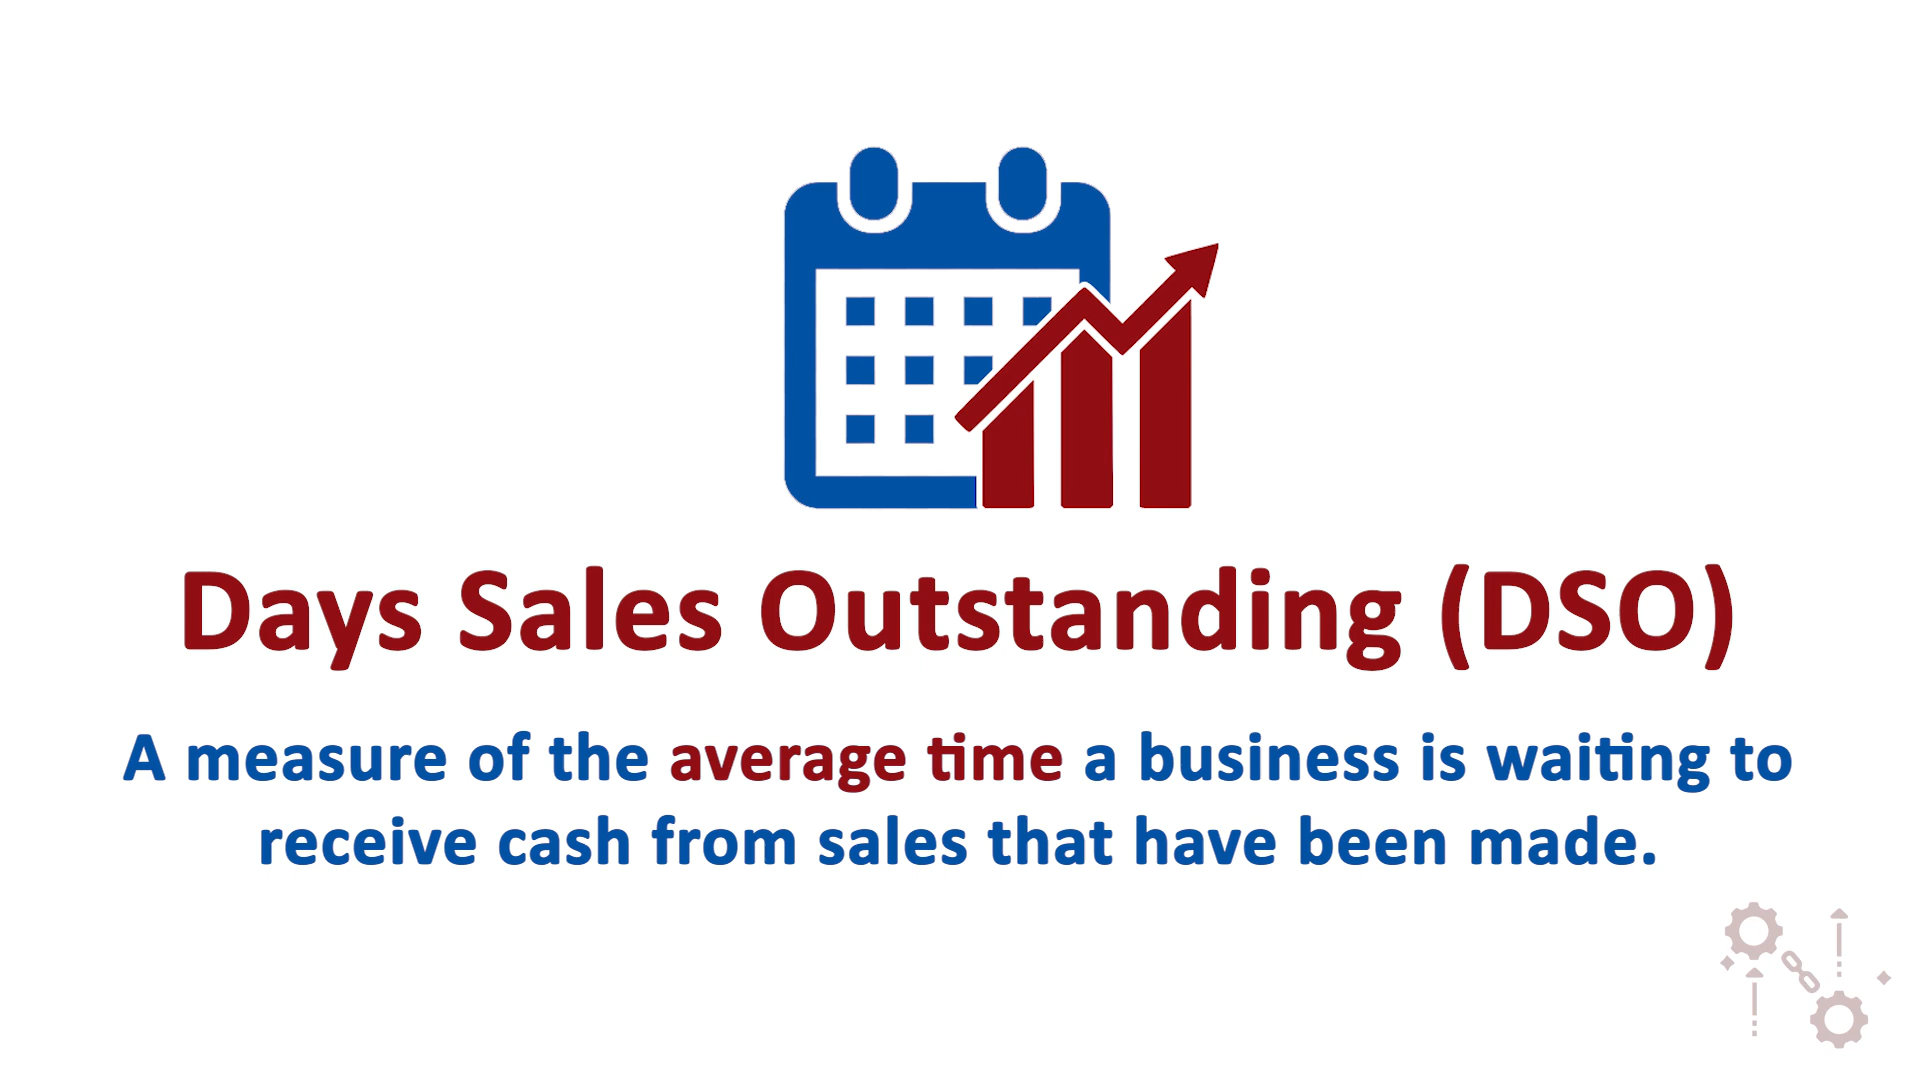 Days Sales Outstanding (DSO)
A measure of the average time a business is waiting to
receive cash from sales that have been made.